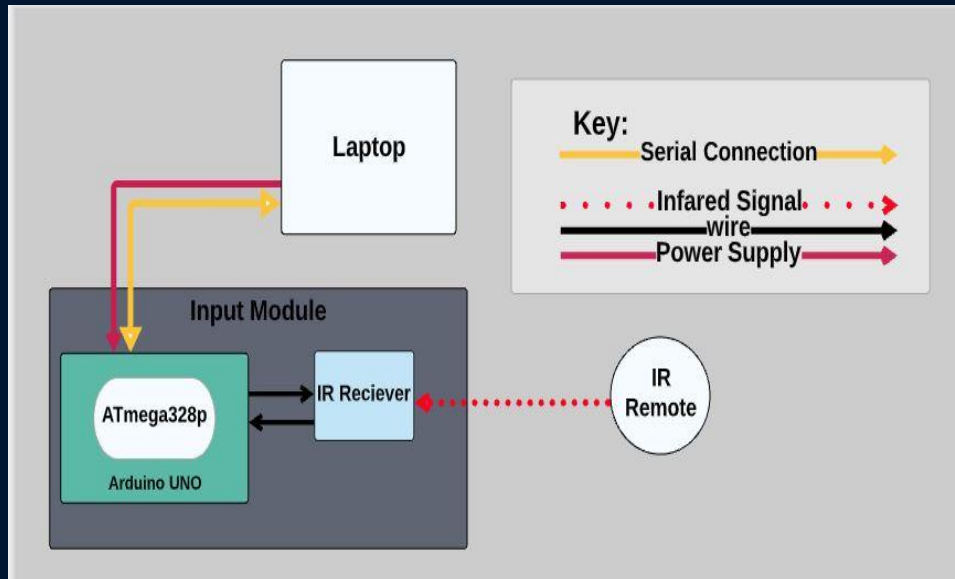 Laptop
Key:
Serial Connection
Infared Signal
wire
Power Supply
Input Module
ATmega328p
Arduino UNO
IR Reciever
IR
Remote